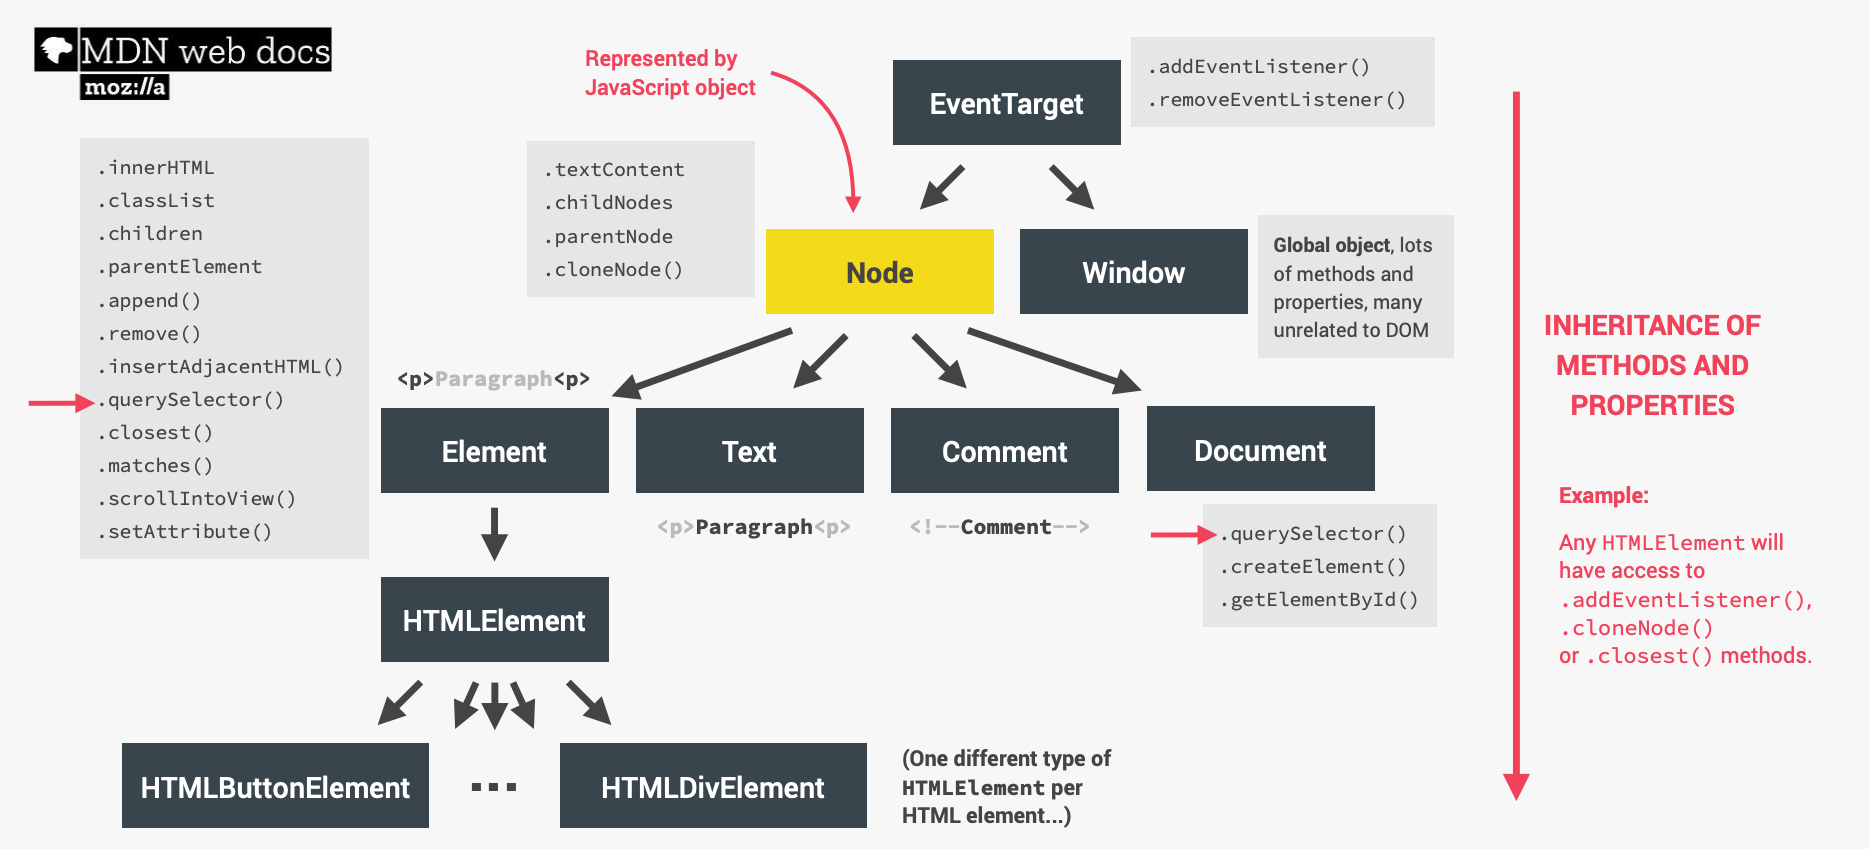 MDN web docs
moz://a
Represented by
JavaScript object
EventTarget
.addEventListener()
.removeEventListener()
.innerHTML
.classList
.children
.parentElement
.append()
.remove()
.insertAdjacentHTML()
.querySelector()
.closest()
.matches()
.scrollIntoView()
.setAttribute()
.textContent
.childNodes
.parentNode
.cloneNode()
Node
Window
Global object, lots
of methods and
properties, many
unrelated to DOM
<p>Paragraph<p>
Element
Text
Comment
Document
<p>Paragraph<p>
<!--Comment-->
.querySelector()
.createElement()
.getElementById()
HTMLElement
HTMLButtonElement
...
HTMLDivElement
(One different type of
HTMLElement per
HTML element...)
INHERITANCE OF
METHODS AND
PROPERTIES
Example:
Any HTMLElement will
have access to
.addEventListener(),
.cloneNode()
or .closest() methods.